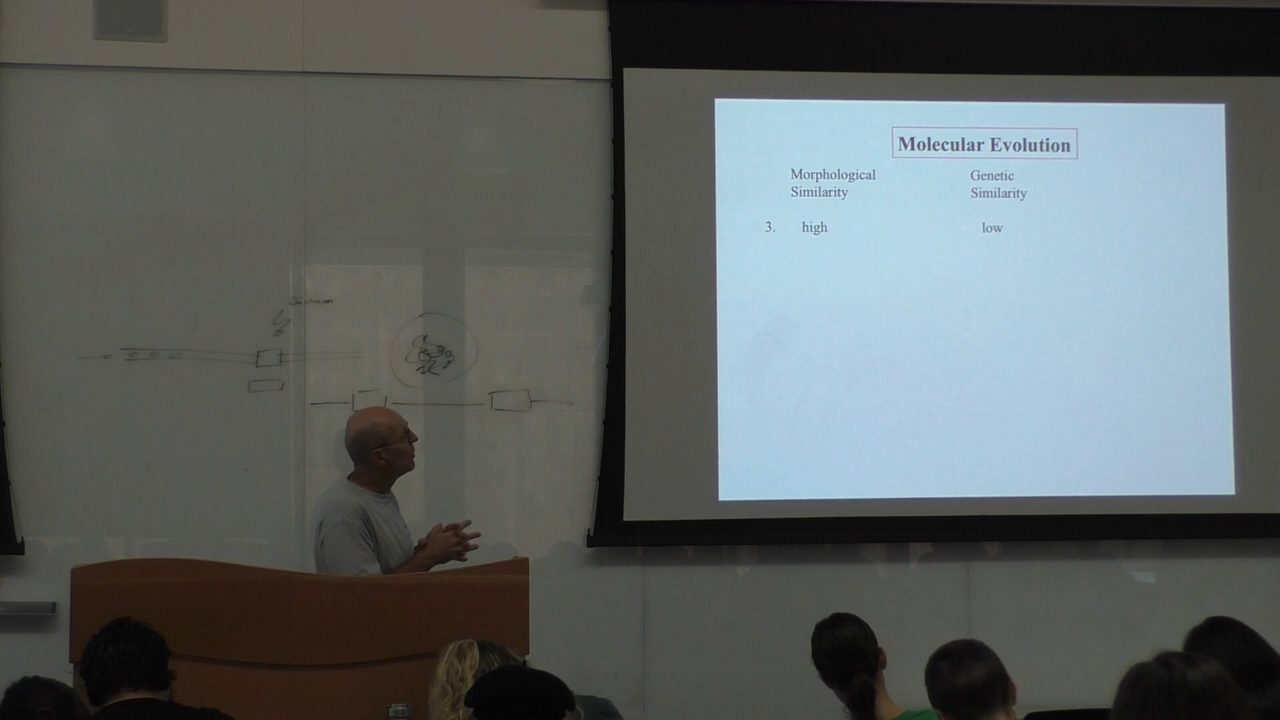 Molecular Evolution
Morphological Genetic
Similarity Similarity
3. high low